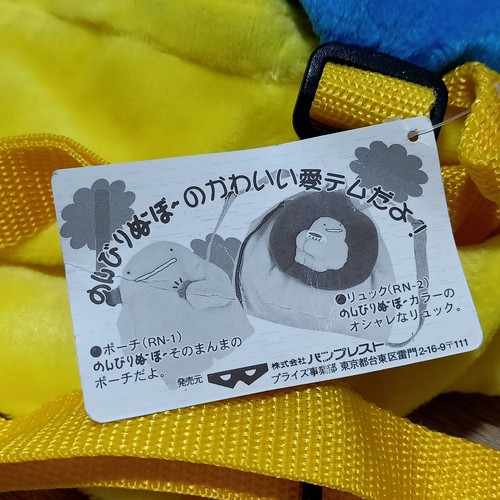 のんびりぬ〜ぼ〜のかわいい愛テムだよ!
●ポーチ(RN-1)
のんびりぬ〜ぼ〜そのまんまの
ポーチだよ。
●リュック(RN-2)
のんびりぬ〜ぼ〜カラーの
オシャレなリュック。
発売元
株式会社バンプレスト
プライズ事業部 東京都台東区雷門2-16-9〒111